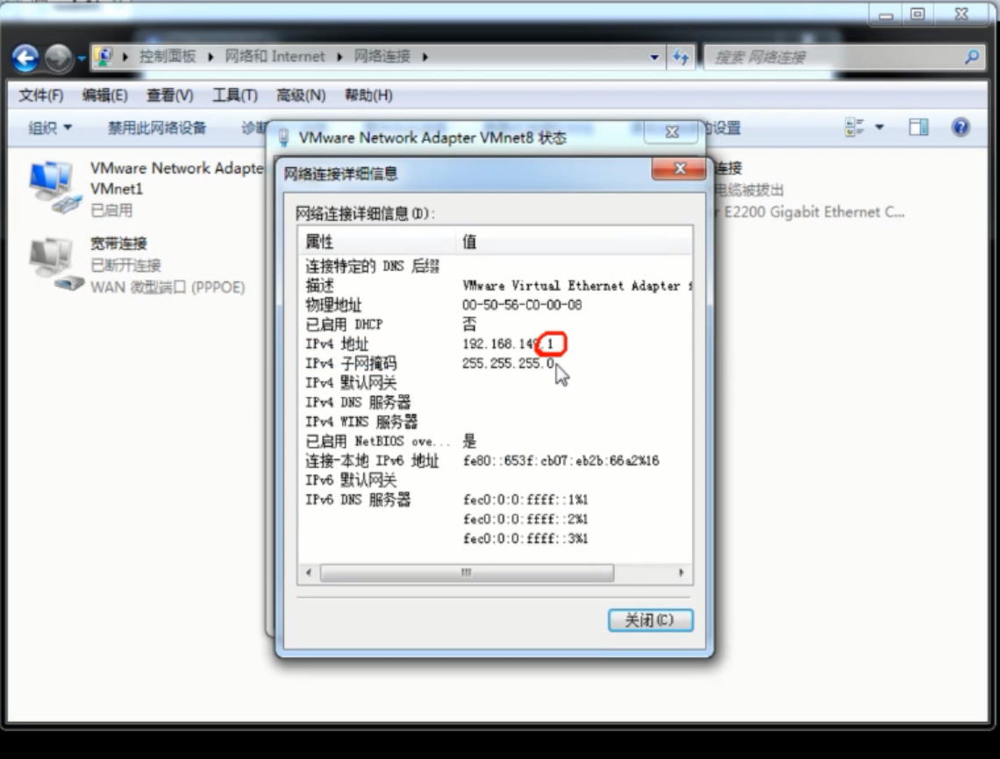 控制面板 网络和 Internet 网络连接
搜索 网络连接
文件(F) 编辑(E) 查看(V) 工具(T) 高级(N) 帮助(H)
组织 禁用此网络设备 诊断 的设置
VMware Network Adapte
VMnet1
已启用
宽带连接
已断开连接
WAN 微型端口 (PPPOE)
连接
电缆被拔出
r E2200 Gigabit Ethernet C...
VMware Network Adapter VMnet8 状态
网络连接详细信息
网络连接详细信息(D):
属性 值
连接特定的 DNS 后缀
描述 VMware Virtual Ethernet Adapter f
物理地址 00-50-56-C0-00-08
已启用 DHCP 否
IPv4 地址 192.168.149.1
IPv4 子网掩码 255.255.255.0
IPv4 默认网关
IPv4 DNS 服务器
IPv4 WINS 服务器
已启用 NetBIOS ove... 是
连接-本地 IPv6 地址 fe80::653f:cb07:eb2b:66a2%16
IPv6 默认网关
IPv6 DNS 服务器 fec0:0:0:ffff::1%1
fec0:0:0:ffff::2%1
fec0:0:0:ffff::3%1
关闭(C)